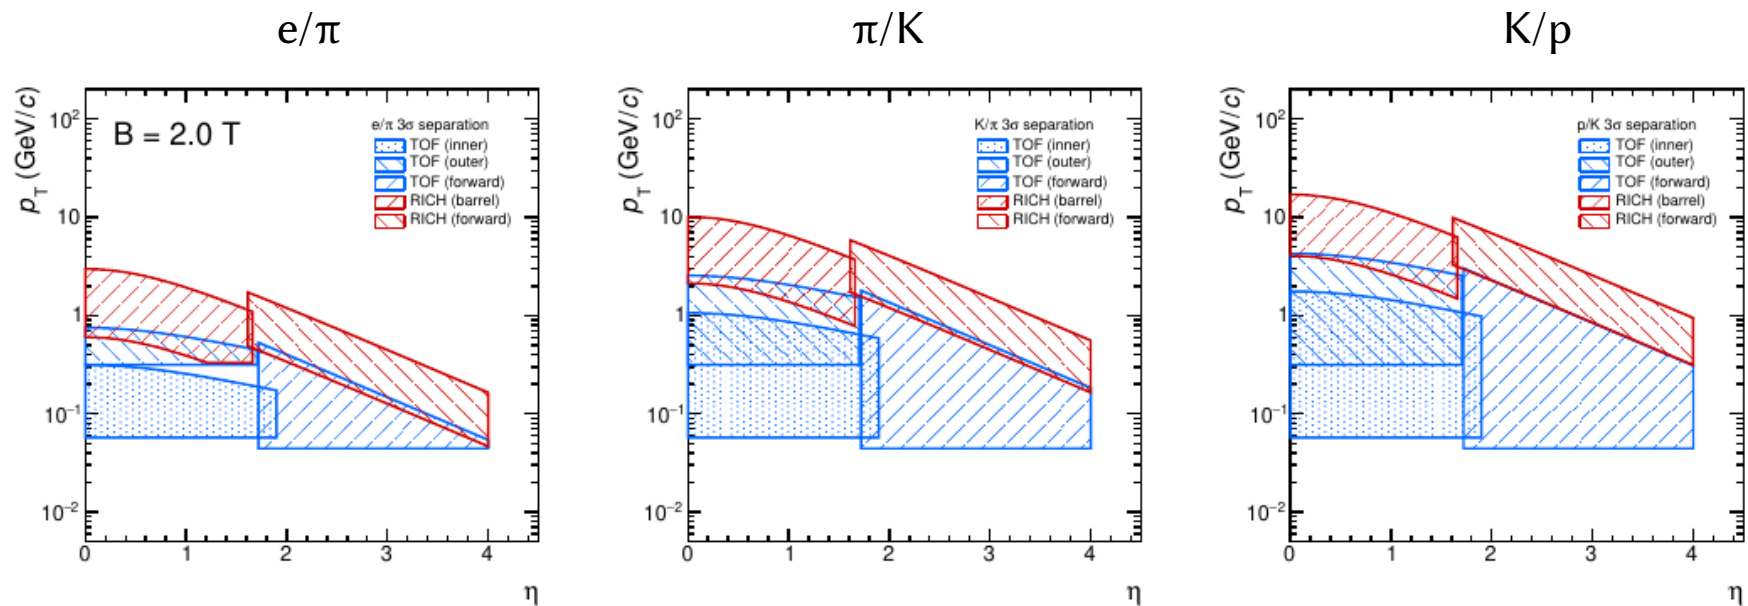 e/π
π/K
K/p
p_T (GeV/c)
10²
10
1
10⁻¹
10⁻²
B = 2.0 T
e/π 3σ separation
TOF (inner)
TOF (outer)
TOF (forward)
RICH (barrel)
RICH (forward)
0 1 2 3 4
η
p_T (GeV/c)
10²
10
1
10⁻¹
10⁻²
K/π 3σ separation
TOF (inner)
TOF (outer)
TOF (forward)
RICH (barrel)
RICH (forward)
0 1 2 3 4
η
p_T (GeV/c)
10²
10
1
10⁻¹
10⁻²
p/K 3σ separation
TOF (inner)
TOF (outer)
TOF (forward)
RICH (barrel)
RICH (forward)
0 1 2 3 4
η